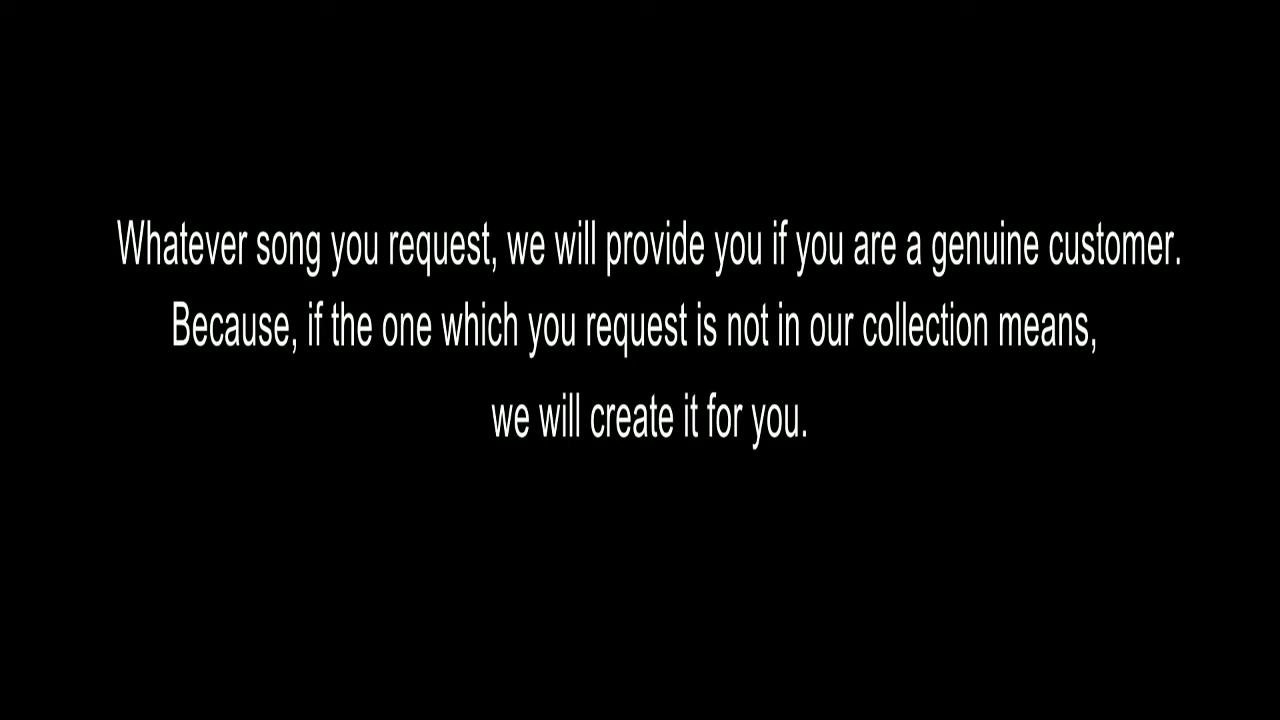 Whatever song you request, we will provide you if you are a genuine customer.
Because, if the one which you request is not in our collection means,
we will create it for you.